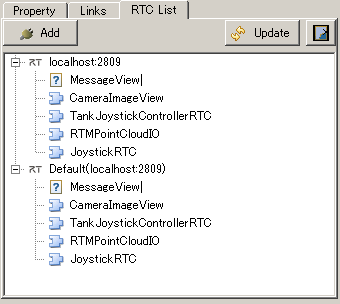 Property Links RTC List
Add Update
RT localhost:2809
? MessageView|
CameraImageView
TankJoystickControllerRTC
RTMPointCloudIO
JoystickRTC
RT Default(localhost:2809)
? MessageView|
CameraImageView
TankJoystickControllerRTC
RTMPointCloudIO
JoystickRTC